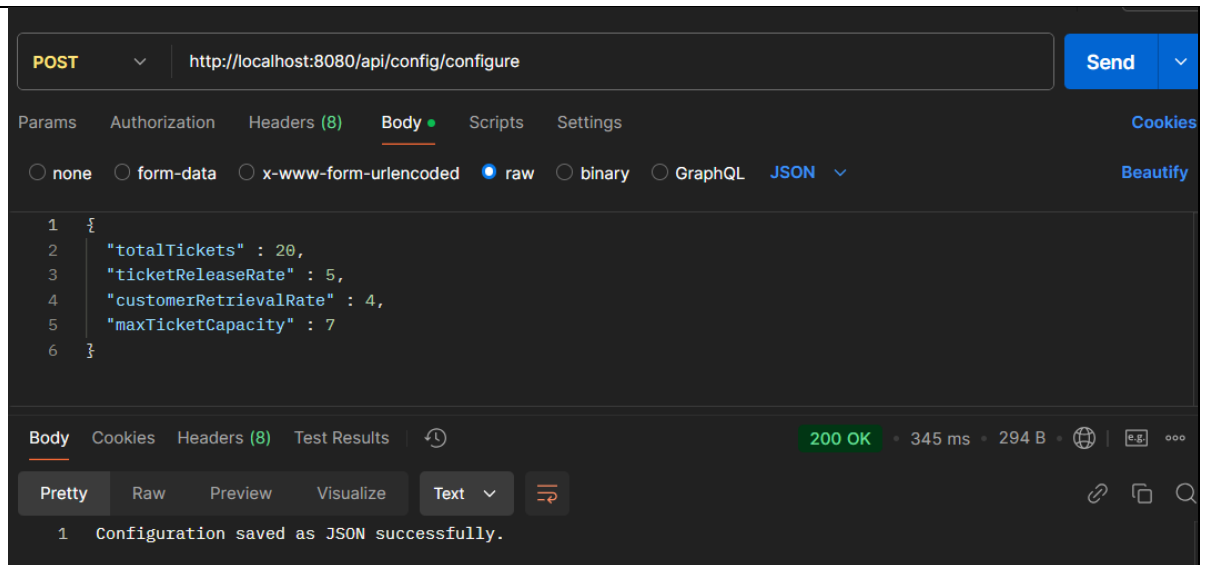 POST http://localhost:8080/api/config/configure Send
Params Authorization Headers (8) Body Scripts Settings Cookies
none form-data x-www-form-urlencoded raw binary GraphQL JSON Beautify
1 {
2 "totalTickets" : 20,
3 "ticketReleaseRate" : 5,
4 "customerRetrievalRate" : 4,
5 "maxTicketCapacity" : 7
6 }
Body Cookies Headers (8) Test Results 200 OK • 345 ms • 294 B • e.g.
Pretty Raw Preview Visualize Text
1 Configuration saved as JSON successfully.